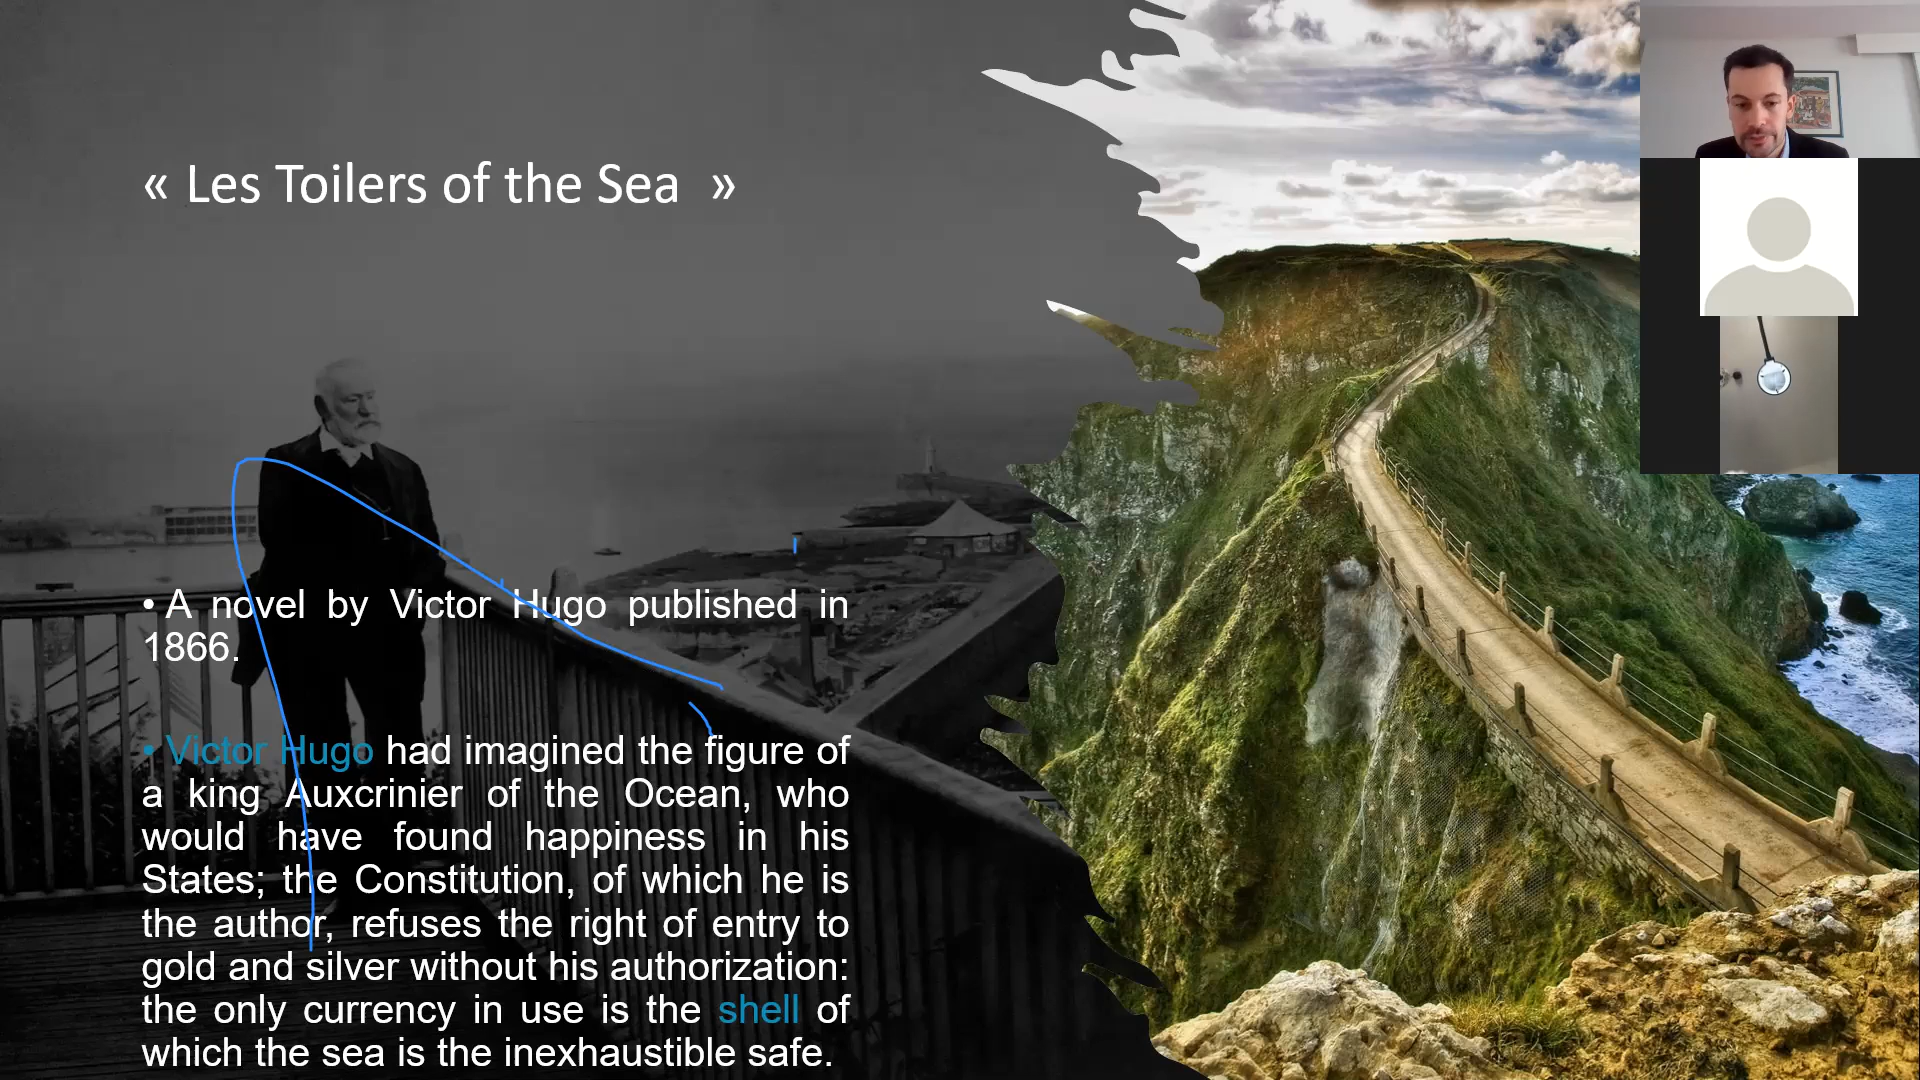 « Les Toilers of the Sea »
• A novel by Victor Hugo published in
1866.
• Victor Hugo had imagined the figure of
a king Auxcrinier of the Ocean, who
would have found happiness in his
States; the Constitution, of which he is
the author, refuses the right of entry to
gold and silver without his authorization:
the only currency in use is the shell of
which the sea is the inexhaustible safe.